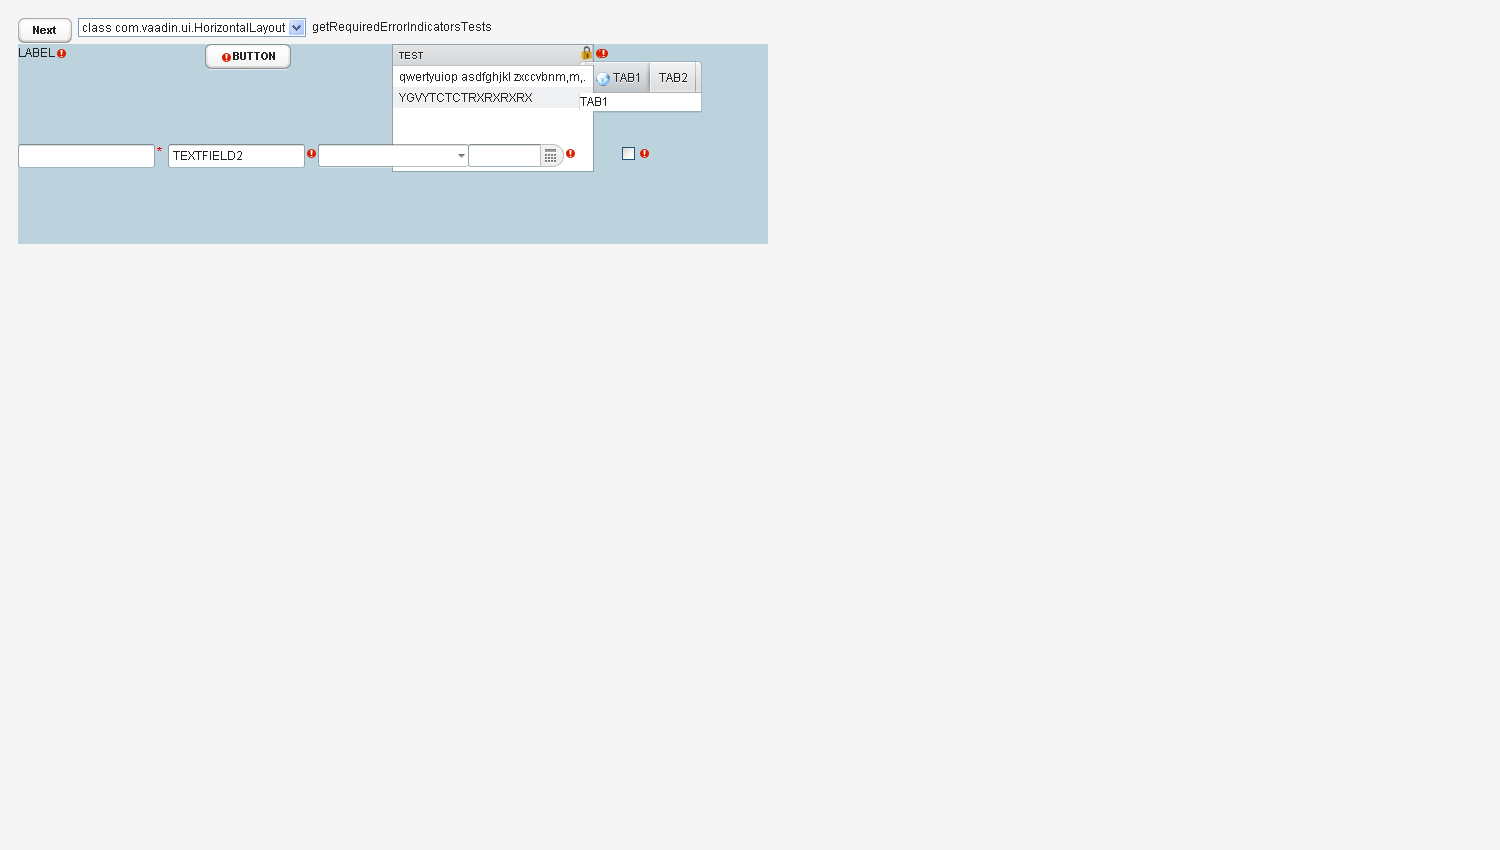 Next class com.vaadin.ui.HorizontalLayout getRequiredErrorIndicatorsTests
LABEL BUTTON TEST
qwertyuiop asdfghjkl zxccvbnm,m,. TAB1 TAB2
YGVYTCTCTRXRXRXRX TAB1
* TEXTFIELD2